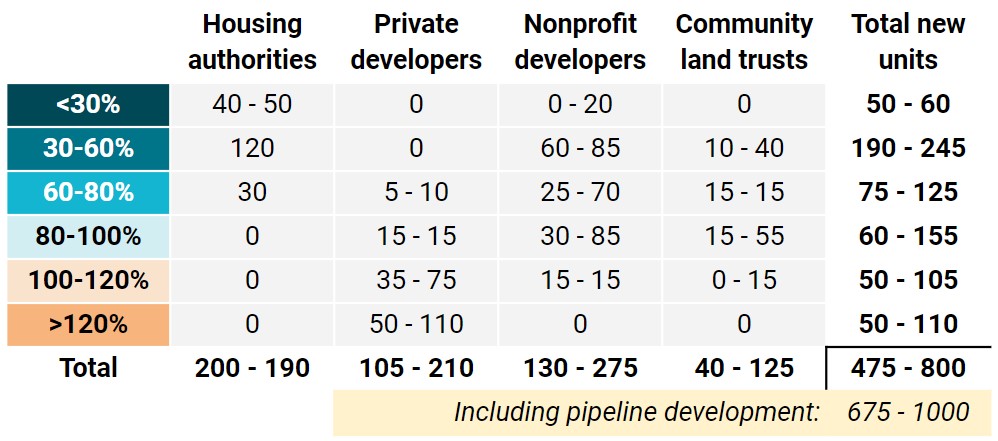 Housing authorities Private developers Nonprofit developers Community land trusts Total new units
<30% 40 - 50 0 0 - 20 0 50 - 60
30-60% 120 0 60 - 85 10 - 40 190 - 245
60-80% 30 5 - 10 25 - 70 15 - 15 75 - 125
80-100% 0 15 - 15 30 - 85 15 - 55 60 - 155
100-120% 0 35 - 75 15 - 15 0 - 15 50 - 105
>120% 0 50 - 110 0 0 50 - 110
Total 200 - 190 105 - 210 130 - 275 40 - 125 475 - 800
Including pipeline development: 675 - 1000